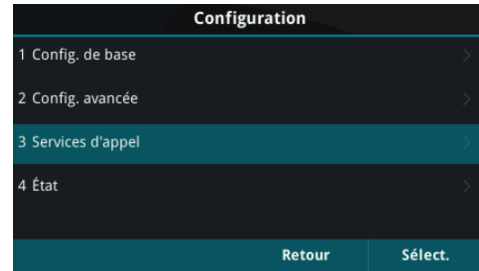 Configuration
1 Config. de base
2 Config. avancée
3 Services d'appel
4 État
Retour Sélect.